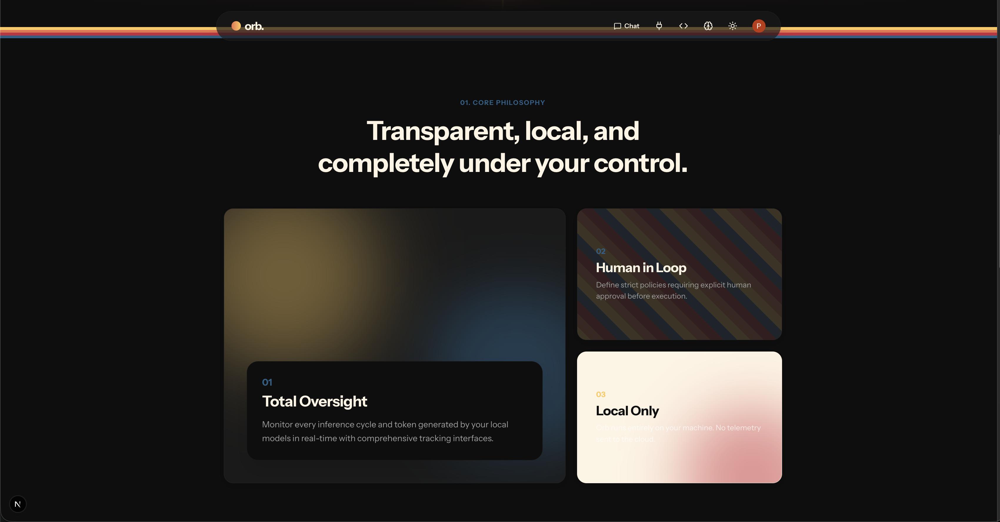 orb.
Chat
P
01. CORE PHILOSOPHY
Transparent, local, and
completely under your control.
01
Total Oversight
Monitor every inference cycle and token generated by your local
models in real-time with comprehensive tracking interfaces.
02
Human in Loop
Define strict policies requiring explicit human
approval before execution.
03
Local Only
Orb runs entirely on your machine. No telemetry
sent to the cloud.
N